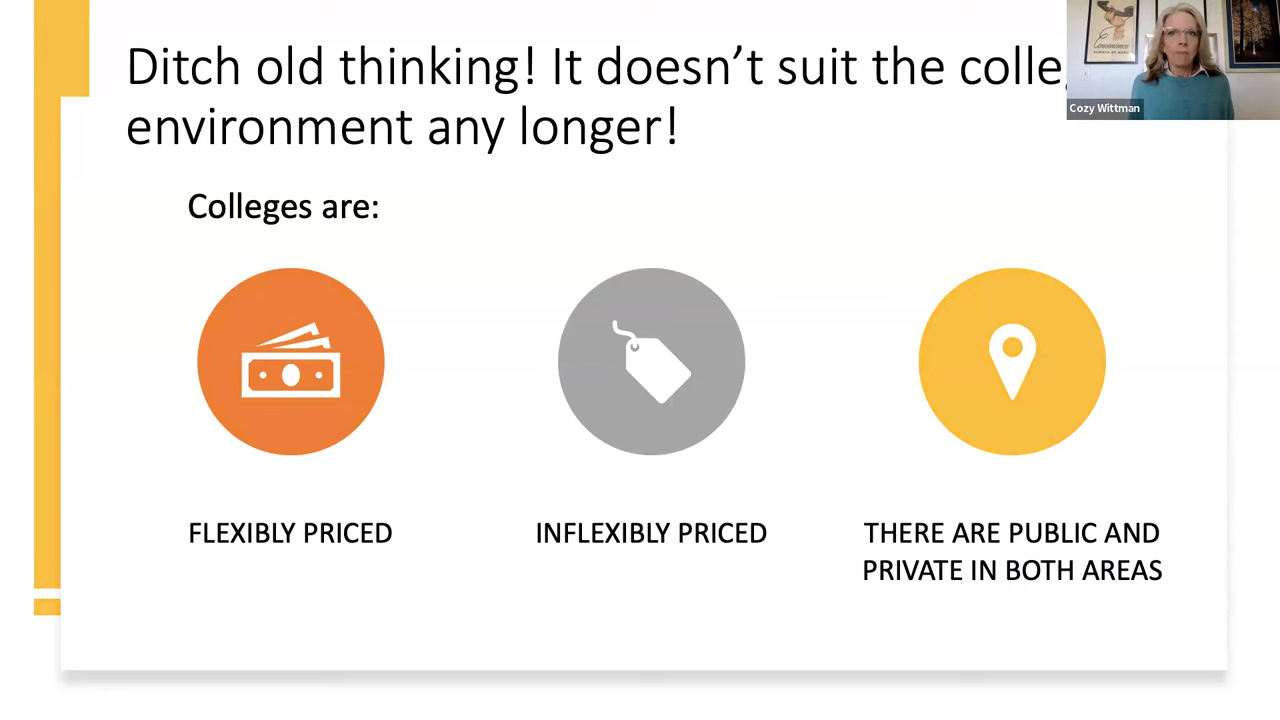 Ditch old thinking! It doesn't suit the colle
environment any longer!
Cozy Wittman
Colleges are:
FLEXIBLY PRICED
INFLEXIBLY PRICED
THERE ARE PUBLIC AND
PRIVATE IN BOTH AREAS